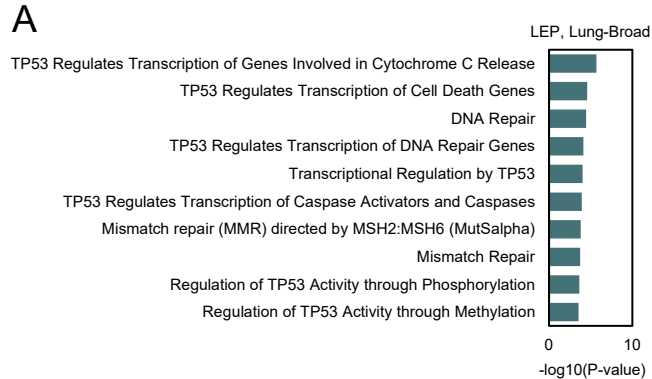 A
LEP, Lung-Broad
TP53 Regulates Transcription of Genes Involved in Cytochrome C Release
TP53 Regulates Transcription of Cell Death Genes
DNA Repair
TP53 Regulates Transcription of DNA Repair Genes
Transcriptional Regulation by TP53
TP53 Regulates Transcription of Caspase Activators and Caspases
Mismatch repair (MMR) directed by MSH2:MSH6 (MutSalpha)
Mismatch Repair
Regulation of TP53 Activity through Phosphorylation
Regulation of TP53 Activity through Methylation
0 10
-log10(P-value)